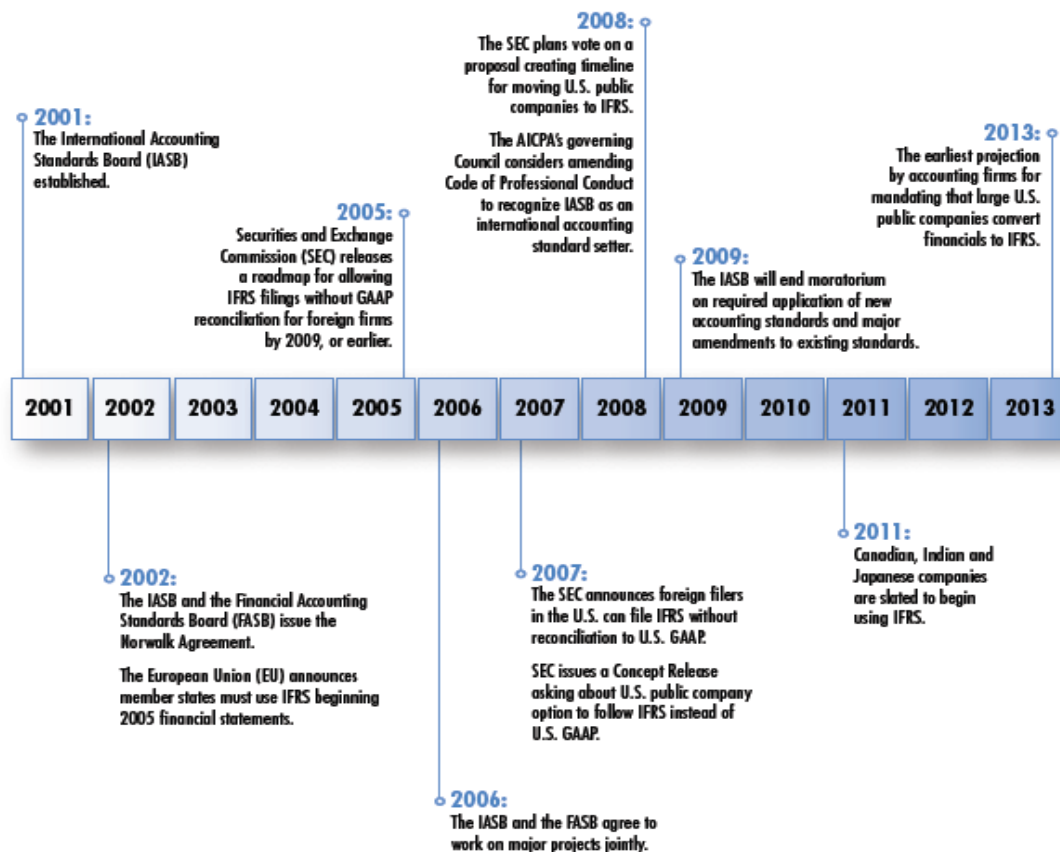 2008:
The SEC plans vote on a
proposal creating timeline
for moving U.S. public
companies to IFRS.
The AICPA's governing
Council considers amending
Code of Professional Conduct
to recognize IASB as an
international accounting
standard setter.
2001:
The International Accounting
Standards Board (IASB)
established.
2013:
The earliest projection
by accounting firms for
mandating that large U.S.
public companies convert
financials to IFRS.
2005:
Securities and Exchange
Commission (SEC) releases
a roadmap for allowing
IFRS filings without GAAP
reconciliation for foreign firms
by 2009, or earlier.
2009:
The IASB will end moratorium
on required application of new
accounting standards and major
amendments to existing standards.
2001 2002 2003 2004 2005 2006 2007 2008 2009 2010 2011 2012 2013
2011:
Canadian, Indian and
Japanese companies
are slated to begin
using IFRS.
2002:
The IASB and the Financial Accounting
Standards Board (FASB) issue the
Norwalk Agreement.
The European Union (EU) announces
member states must use IFRS beginning
2005 financial statements.
2007:
The SEC announces foreign filers
in the U.S. can file IFRS without
reconciliation to U.S. GAAP.
SEC issues a Concept Release
asking about U.S. public company
option to follow IFRS instead of
U.S. GAAP.
2006:
The IASB and the FASB agree to
work on major projects jointly.